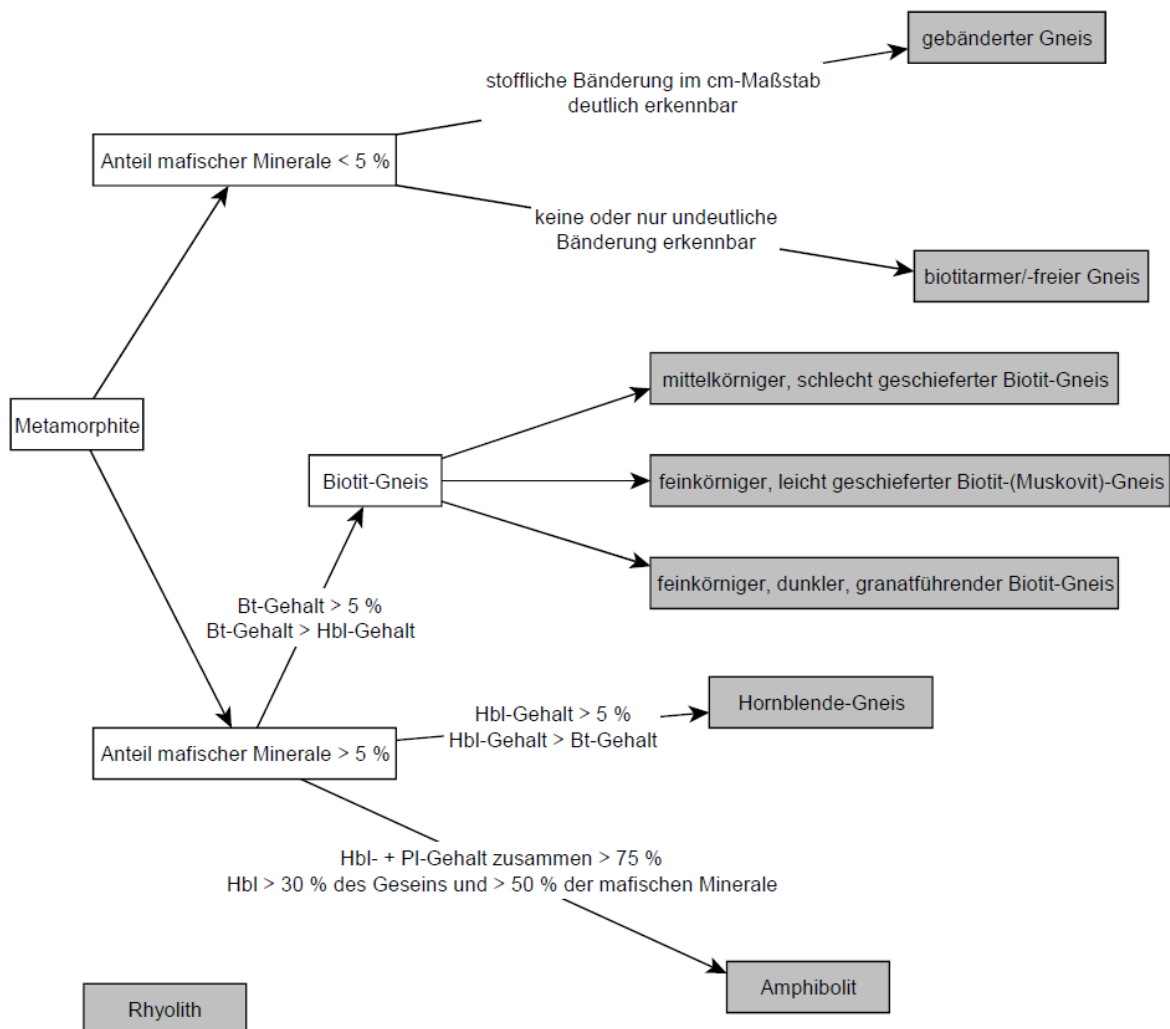 gebänderter Gneis
stoffliche Bänderung im cm-Maßstab
deutlich erkennbar
Anteil mafischer Minerale < 5 %
keine oder nur undeutliche
Bänderung erkennbar
biotitarmer/-freier Gneis
mittelkörniger, schlecht geschieferter Biotit-Gneis
Metamorphite
Biotit-Gneis
feinkörniger, leicht geschieferter Biotit-(Muskovit)-Gneis
feinkörniger, dunkler, granatführender Biotit-Gneis
Bt-Gehalt > 5 %
Bt-Gehalt > Hbl-Gehalt
Hornblende-Gneis
Hbl-Gehalt > 5 %
Hbl-Gehalt > Bt-Gehalt
Anteil mafischer Minerale > 5 %
Hbl- + Pl-Gehalt zusammen > 75 %
Hbl > 30 % des Geseins und > 50 % der mafischen Minerale
Amphibolit
Rhyolith